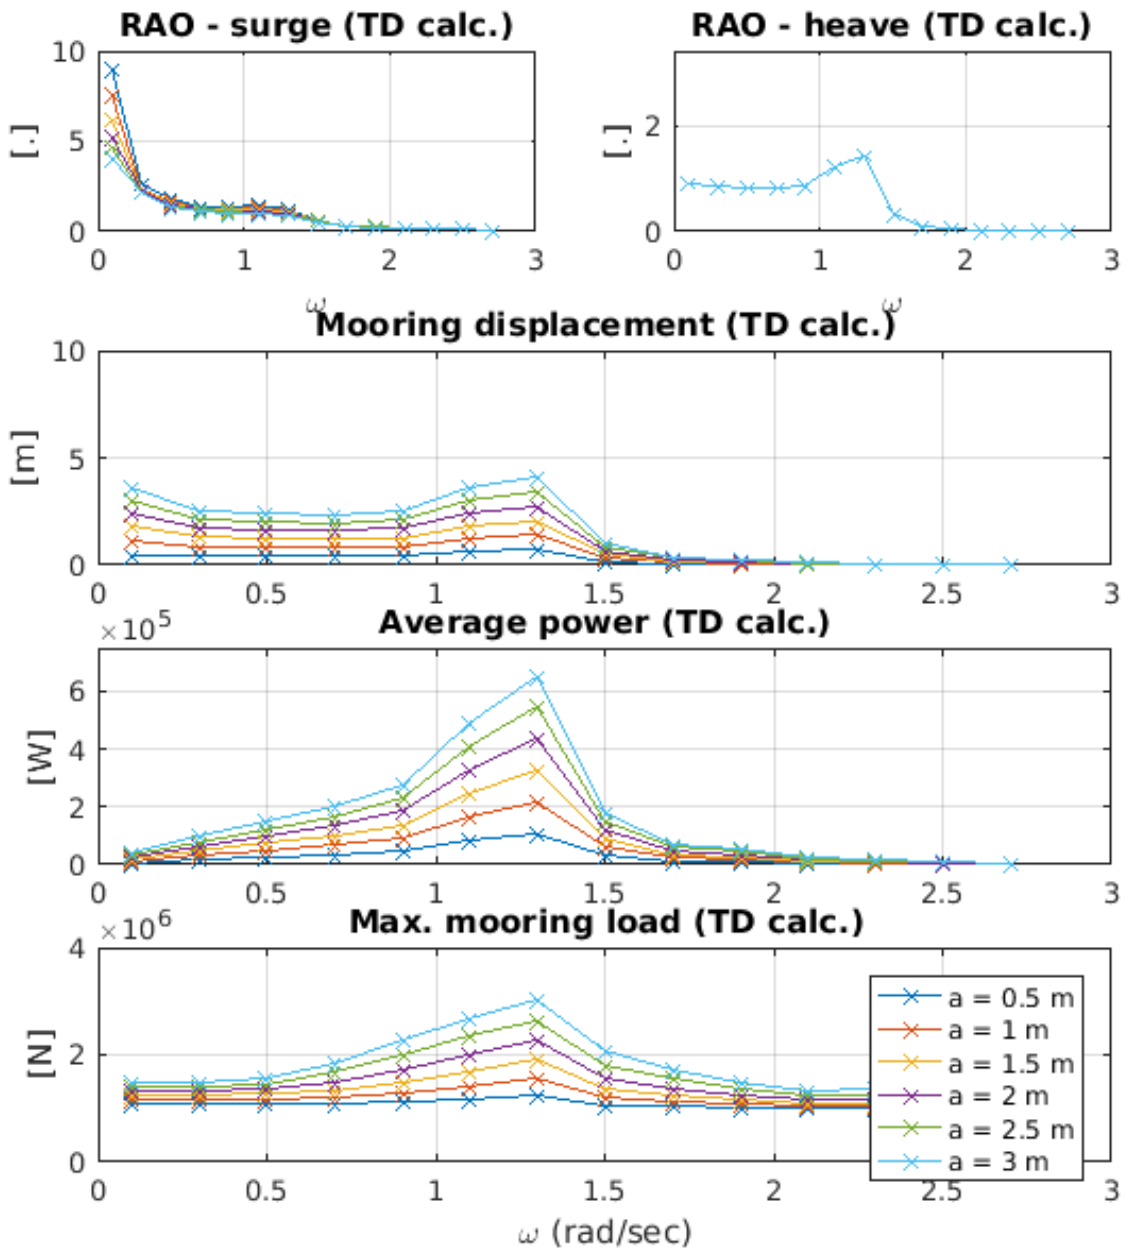 RAO - surge (TD calc.)
RAO - heave (TD calc.)
10
5
0
[.]
0 1 2 3
ω
2
0
[.]
0 1 2 3
ω
Mooring displacement (TD calc.)
10
5
0
[m]
0 0.5 1 1.5 2 2.5 3
×10^5
Average power (TD calc.)
6
4
2
0
[W]
0 0.5 1 1.5 2 2.5 3
×10^6
Max. mooring load (TD calc.)
4
2
0
[N]
a = 0.5 m
a = 1 m
a = 1.5 m
a = 2 m
a = 2.5 m
a = 3 m
0 0.5 1 1.5 2 2.5 3
ω (rad/sec)